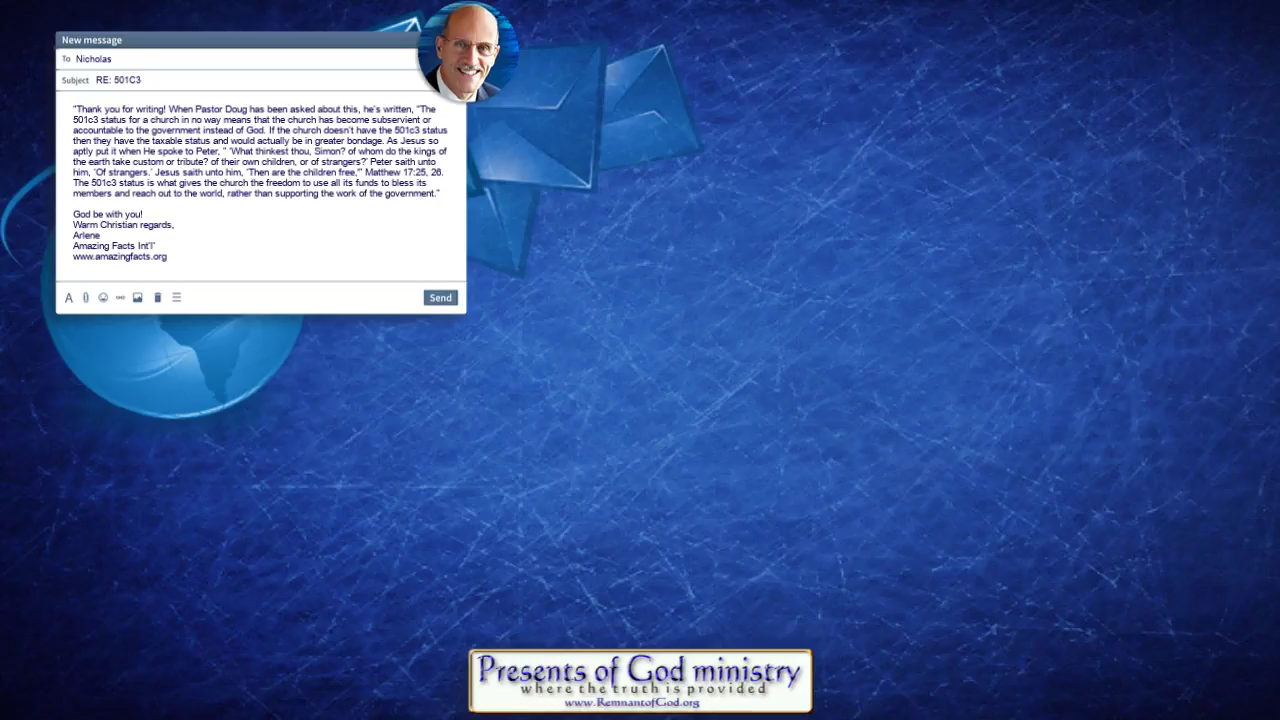 New message
To Nicholas
Subject RE: 501C3
"Thank you for writing! When Pastor Doug has been asked about this, he's written, "The
501c3 status for a church in no way means that the church has become subservient or
accountable to the government instead of God. If the church doesn't have the 501c3 status
then they have the taxable status and would actually be in greater bondage. As Jesus so
aptly put it when He spoke to Peter, " 'What thinkest thou, Simon? of whom do the kings of
the earth take custom or tribute? of their own children, or of strangers?' Peter saith unto
him, 'Of strangers.' Jesus saith unto him, 'Then are the children free,'" Matthew 17:25, 26.
The 501c3 status is what gives the church the freedom to use all its funds to bless its
members and reach out to the world, rather than supporting the work of the government."
God be with you!
Warm Christian regards,
Arlene
Amazing Facts Int'l"
www.amazingfacts.org
Send
Presents of God ministry
where the truth is provided
www.RemnantofGod.org